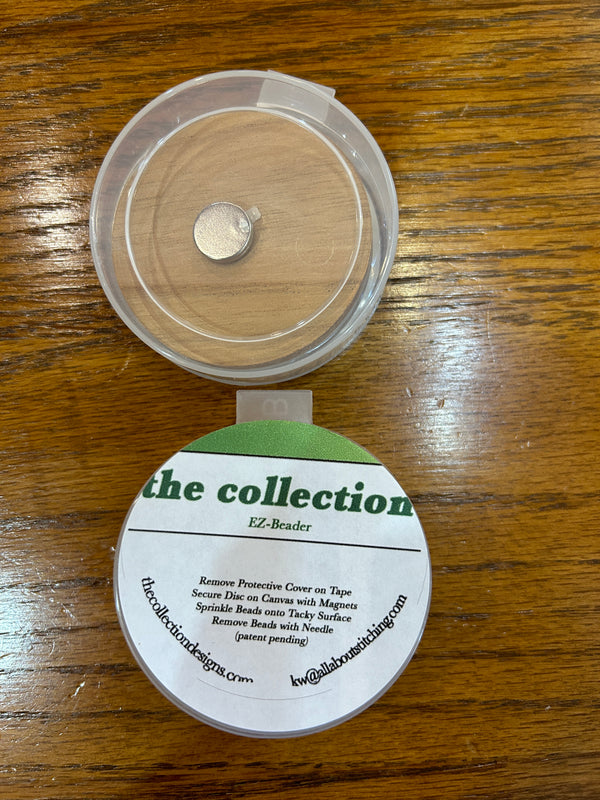 the collection
EZ-Beader
Remove Protective Cover on Tape
Secure Disc on Canvas with Magnets
Sprinkle Beads onto Tacky Surface
Remove Beads with Needle
(patent pending)
thecollectiondesigns.com
kw@allaboutstitching.com